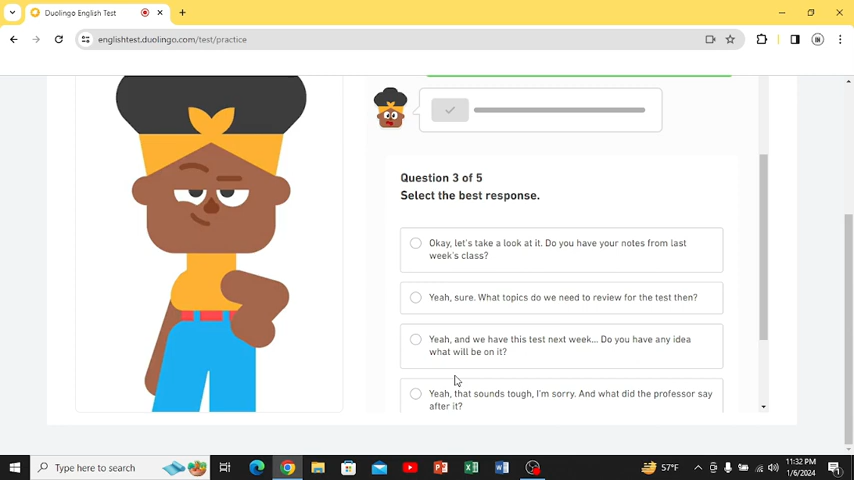 Duolingo English Test
englishtest.duolingo.com/test/practice
Question 3 of 5
Select the best response.
Okay, let's take a look at it. Do you have your notes from last
week's class?
Yeah, sure. What topics do we need to review for the test then?
Yeah, and we have this test next week... Do you have any idea
what will be on it?
Yeah, that sounds tough, I'm sorry. And what did the professor say
after it?
Type here to search
57°F
11:32 PM
1/6/2024